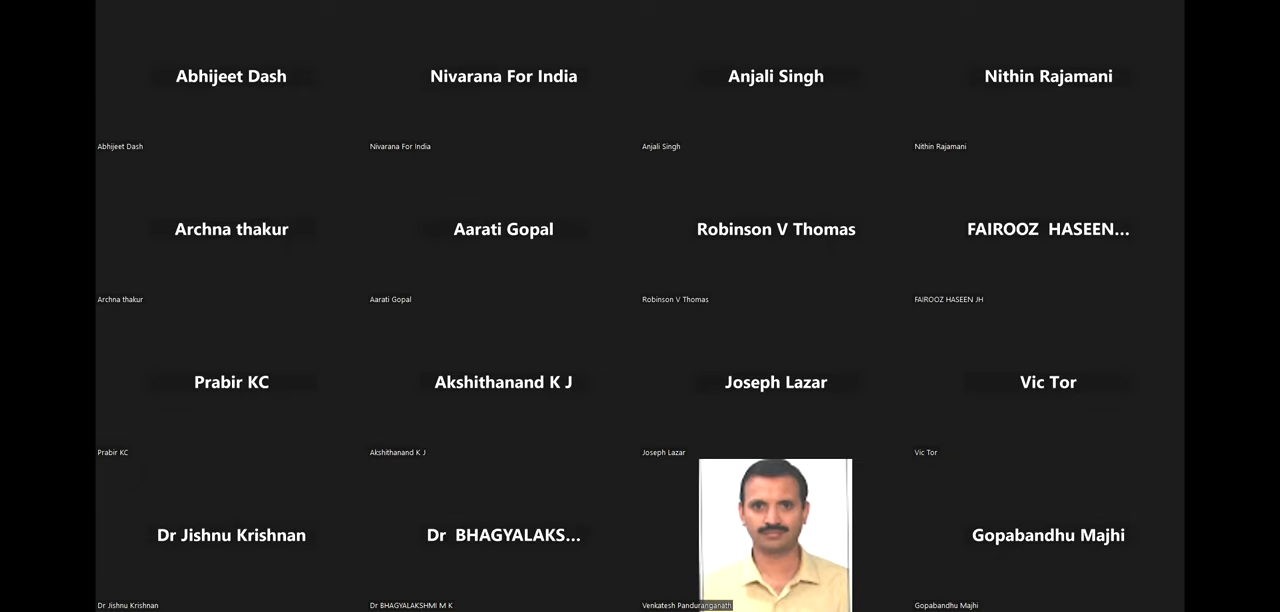 Abhijeet Dash
Nivarana For India
Anjali Singh
Nithin Rajamani
Abhijeet Dash
Nivarana For India
Anjali Singh
Nithin Rajamani
Archna thakur
Aarati Gopal
Robinson V Thomas
FAIROOZ HASEEN...
Archna thakur
Aarati Gopal
Robinson V Thomas
FAIROOZ HASEEN JH
Prabir KC
Akshithanand K J
Joseph Lazar
Vic Tor
Prabir KC
Akshithanand K J
Joseph Lazar
Vic Tor
Dr Jishnu Krishnan
Dr BHAGYALAKS...
Gopabandhu Majhi
Dr Jishnu Krishnan
Dr BHAGYALAKSHMI M K
Venkatesh Panduranganath
Gopabandhu Majhi